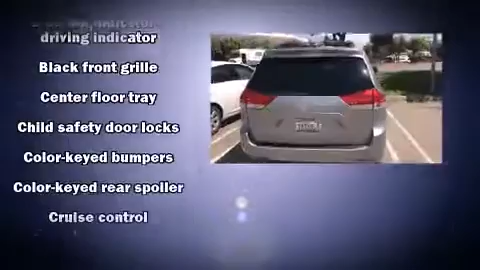 driving indicator
Black front grille
Center floor tray
Child safety door locks
Color-keyed bumpers
Color-keyed rear spoiler
Cruise control